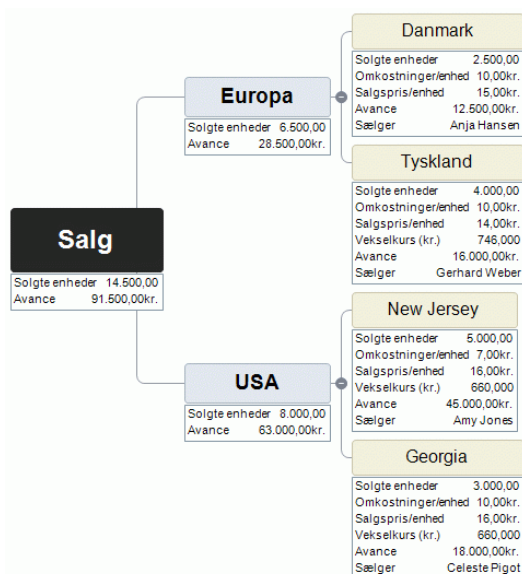 Salg
Solgte enheder 14.500,00
Avance 91.500,00kr.
Europa
Solgte enheder 6.500,00
Avance 28.500,00kr.
Danmark
Solgte enheder 2.500,00
Omkostninger/enhed 10,00kr.
Salgspris/enhed 15,00kr.
Avance 12.500,00kr.
Sælger Anja Hansen
Tyskland
Solgte enheder 4.000,00
Omkostninger/enhed 10,00kr.
Salgspris/enhed 14,00kr.
Vekselkurs (kr.) 746,000
Avance 16.000,00kr.
Sælger Gerhard Weber
USA
Solgte enheder 8.000,00
Avance 63.000,00kr.
New Jersey
Solgte enheder 5.000,00
Omkostninger/enhed 7,00kr.
Salgspris/enhed 16,00kr.
Vekselkurs (kr.) 660,000
Avance 45.000,00kr.
Sælger Amy Jones
Georgia
Solgte enheder 3.000,00
Omkostninger/enhed 10,00kr.
Salgspris/enhed 16,00kr.
Vekselkurs (kr.) 660,000
Avance 18.000,00kr.
Sælger Celeste Pigot